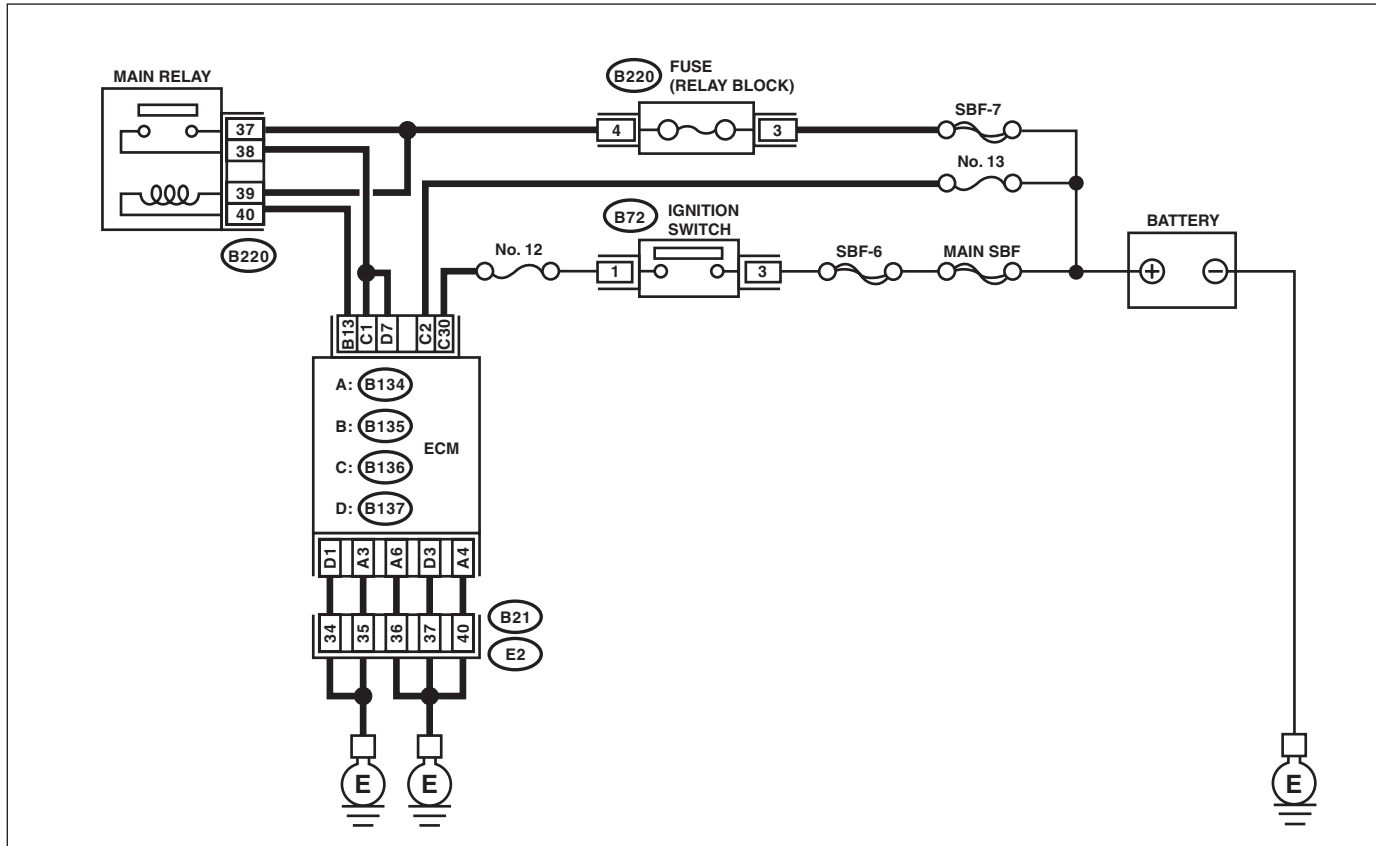 MAIN RELAY
37
38
39
40
B220
B220
FUSE
(RELAY BLOCK)
4
3
SBF-7
No. 13
B72
IGNITION
SWITCH
No. 12
1
3
SBF-6
MAIN SBF
BATTERY
+
−
B13
C1
D7
C2
C30
A: B134
B: B135
C: B136
D: B137
ECM
D1
A3
A6
D3
A4
34
35
36
37
40
B21
E2
E
E
E